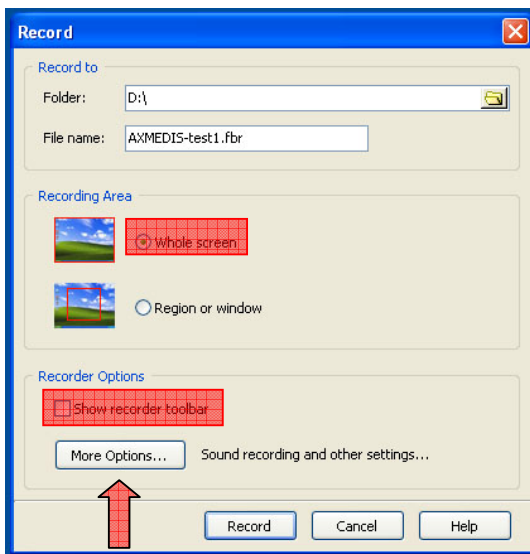 Record
Record to
Folder: D:\
File name: AXMEDIS-test1.fbr
Recording Area
Whole screen
Region or window
Recorder Options
Show recorder toolbar
More Options... Sound recording and other settings...
Record Cancel Help